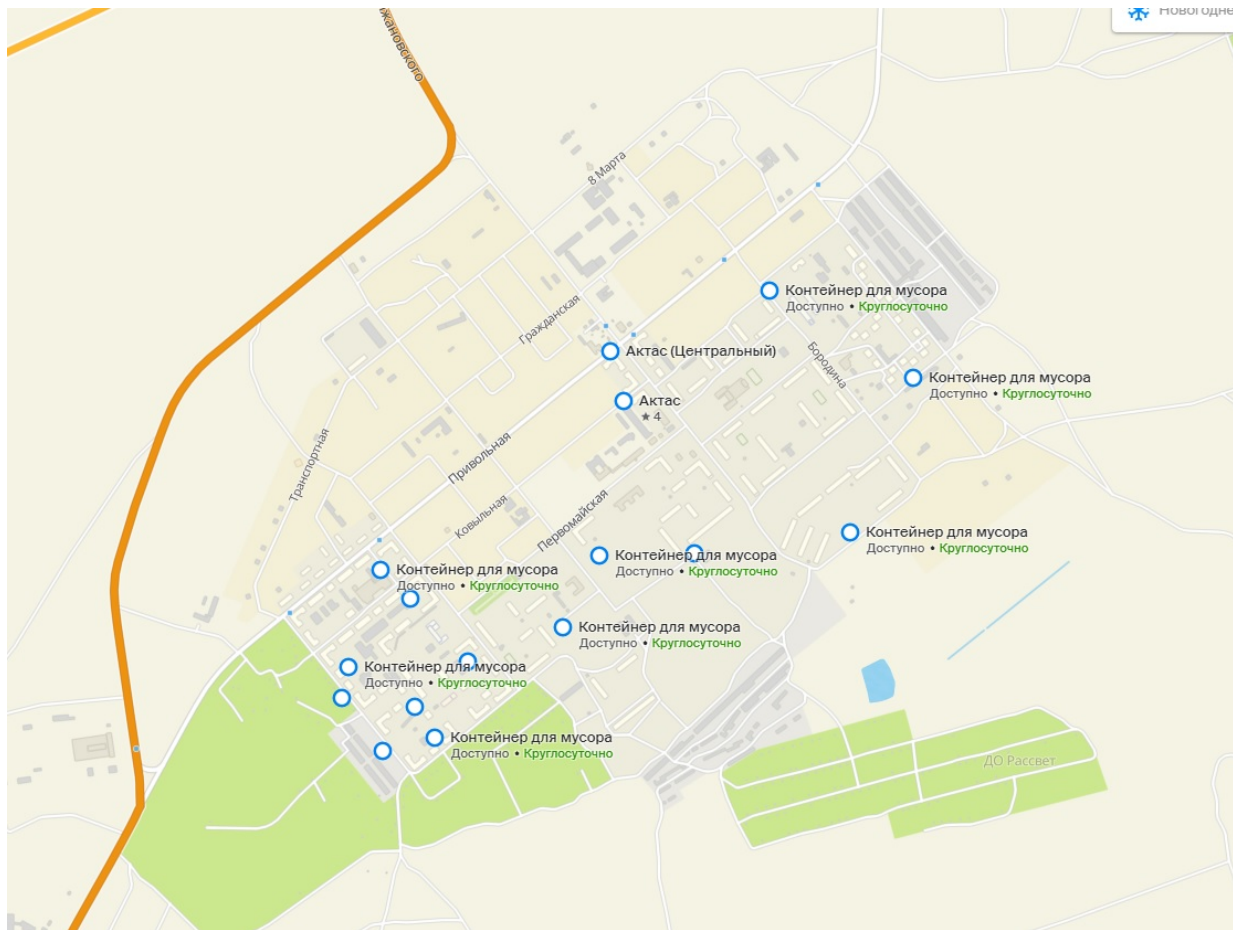 Новогодне
жановского
8 Марта
Контейнер для мусора
Доступно • Круглосуточно
Гражданская
Актас (Центральный)
Бородина
Контейнер для мусора
Доступно • Круглосуточно
Актас
★ 4
Транспортная
Привольная
Ковыльная
Первомайская
Контейнер для мусора
Доступно • Круглосуточно
Контейнер для мусора
Доступно • Круглосуточно
Контейнер для мусора
Доступно • Круглосуточно
Контейнер для мусора
Доступно • Круглосуточно
Контейнер для мусора
Доступно • Круглосуточно
Контейнер для мусора
Доступно • Круглосуточно
ДО Рассвет